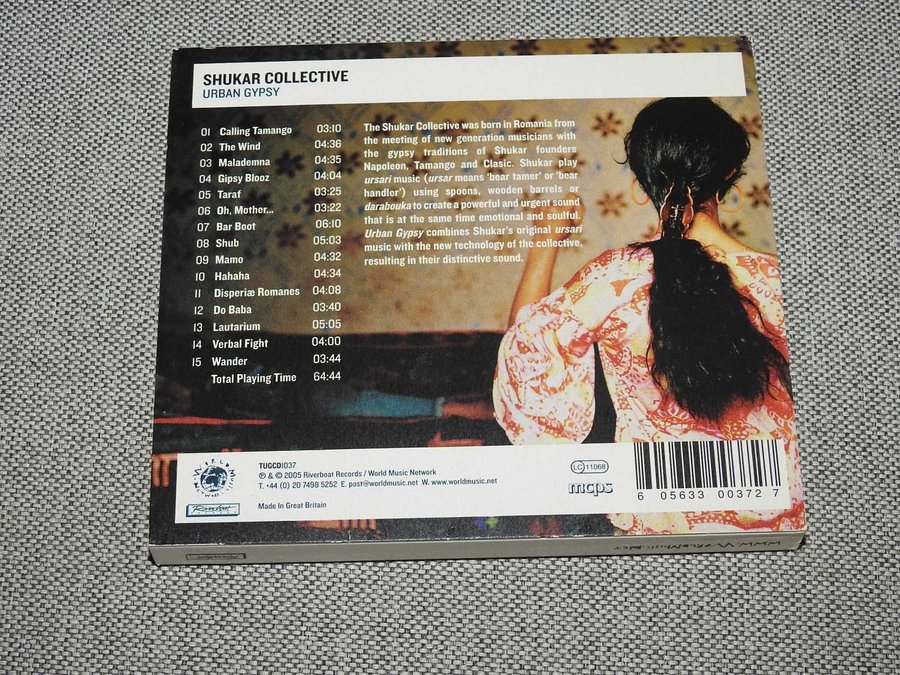 SHUKAR COLLECTIVE
URBAN GYPSY
01 Calling Tamango 03:10
02 The Wind 04:36
03 Malademna 04:35
04 Gipsy Blooz 04:04
05 Taraf 03:25
06 Oh, Mother... 03:22
07 Bar Boot 06:10
08 Shub 05:03
09 Mamo 04:32
10 Hahaha 04:34
11 Disperiæ Romanes 04:08
12 Do Baba 03:40
13 Lautarium 05:05
14 Verbal Fight 04:00
15 Wander 03:44
Total Playing Time 64:44
The Shukar Collective was born in Romania from
the meeting of new generation musicians with
the gypsy traditions of Shukar founders
Napoleon, Tamango and Clasic. Shukar play
ursari music (ursar means 'bear tamer' or 'bear
handler') using spoons, wooden barrels or
darabouka to create a powerful and urgent sound
that is at the same time emotional and soulful.
Urban Gypsy combines Shukar's original ursari
music with the new technology of the collective,
resulting in their distinctive sound.
TUGCD1037
℗ & © 2005 Riverboat Records / World Music Network
T. +44 (0) 20 7498 5252 E. post@worldmusic.net W. www.worldmusic.net
Made In Great Britain
Riverboat
LC 11068
mcps
6 05633 00372 7
www.WorldMusic.Net